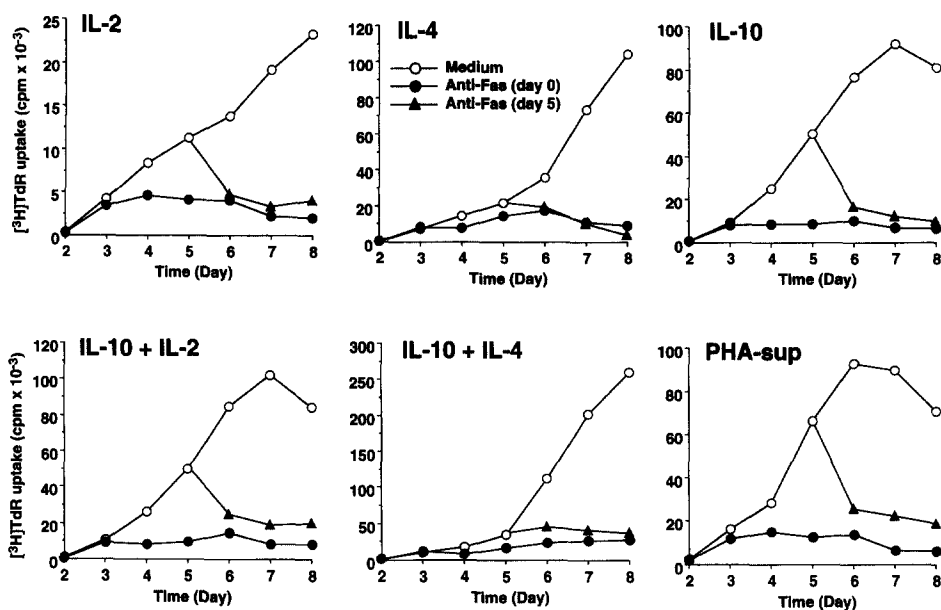 IL-2
[³H]TdR uptake (cpm x 10⁻³)
25
20
15
10
5
0
2 3 4 5 6 7 8
Time (Day)
IL-4
Medium
Anti-Fas (day 0)
Anti-Fas (day 5)
120
100
80
60
40
20
0
2 3 4 5 6 7 8
Time (Day)
IL-10
100
80
60
40
20
0
2 3 4 5 6 7 8
Time (Day)
IL-10 + IL-2
[³H]TdR uptake (cpm x 10⁻³)
120
100
80
60
40
20
0
2 3 4 5 6 7 8
Time (Day)
IL-10 + IL-4
300
250
200
150
100
50
0
2 3 4 5 6 7 8
Time (Day)
PHA-sup
100
80
60
40
20
0
2 3 4 5 6 7 8
Time (Day)